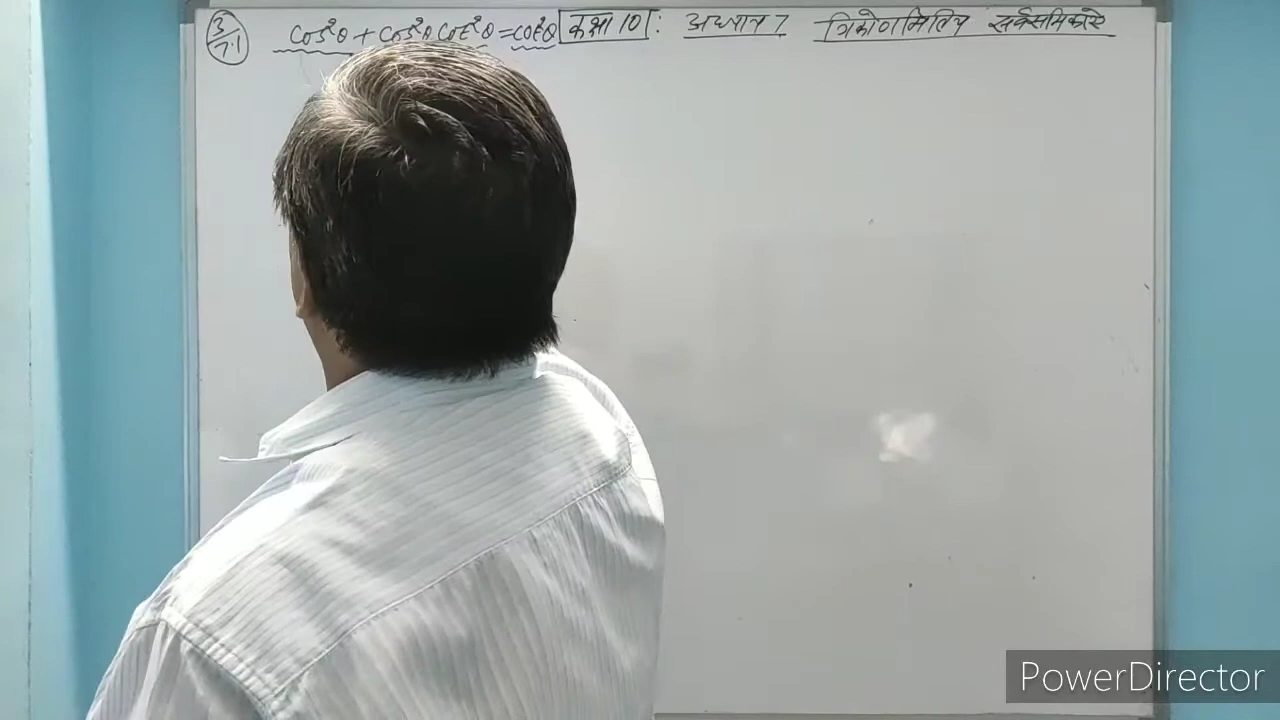 3/7.1 cos²θ + cos²θ cot²θ = cot²θ कक्षा 10 : अध्याय 7 त्रिकोणमितिय सर्वसमिकाऐ
PowerDirector